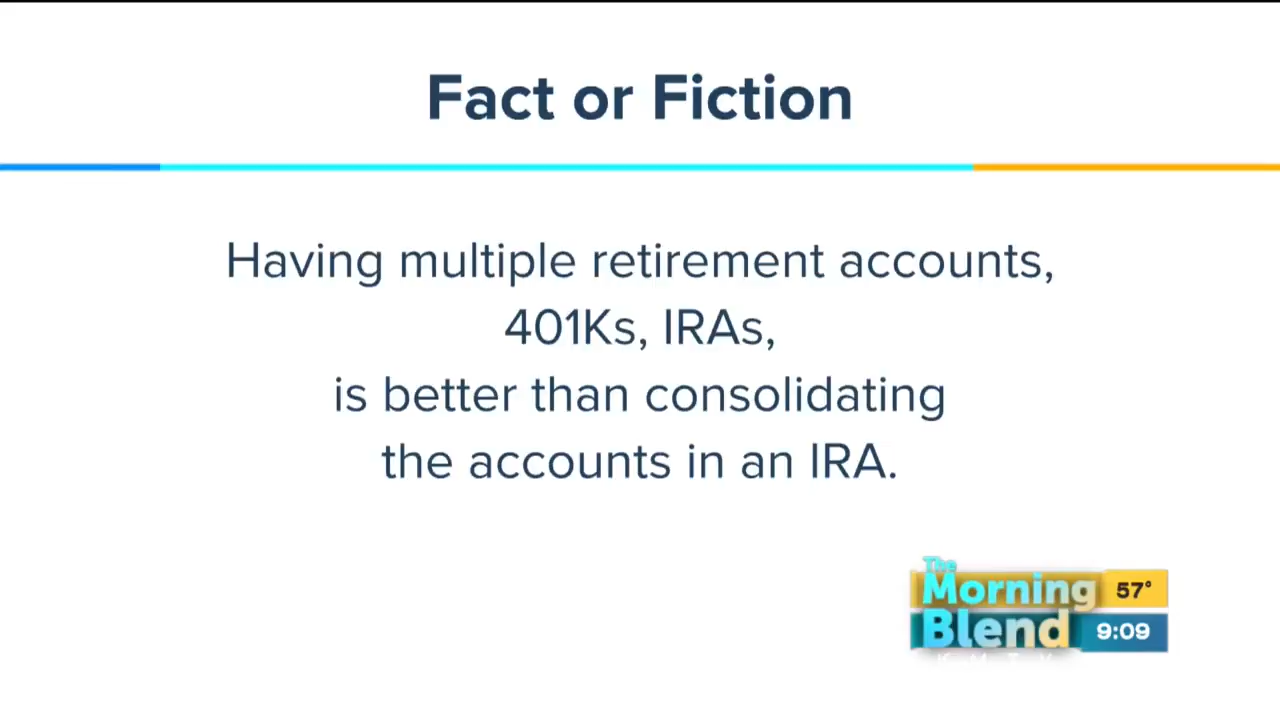 Fact or Fiction
Having multiple retirement accounts,
401Ks, IRAs,
is better than consolidating
the accounts in an IRA.
The
Morning
57°
Blend
9:09